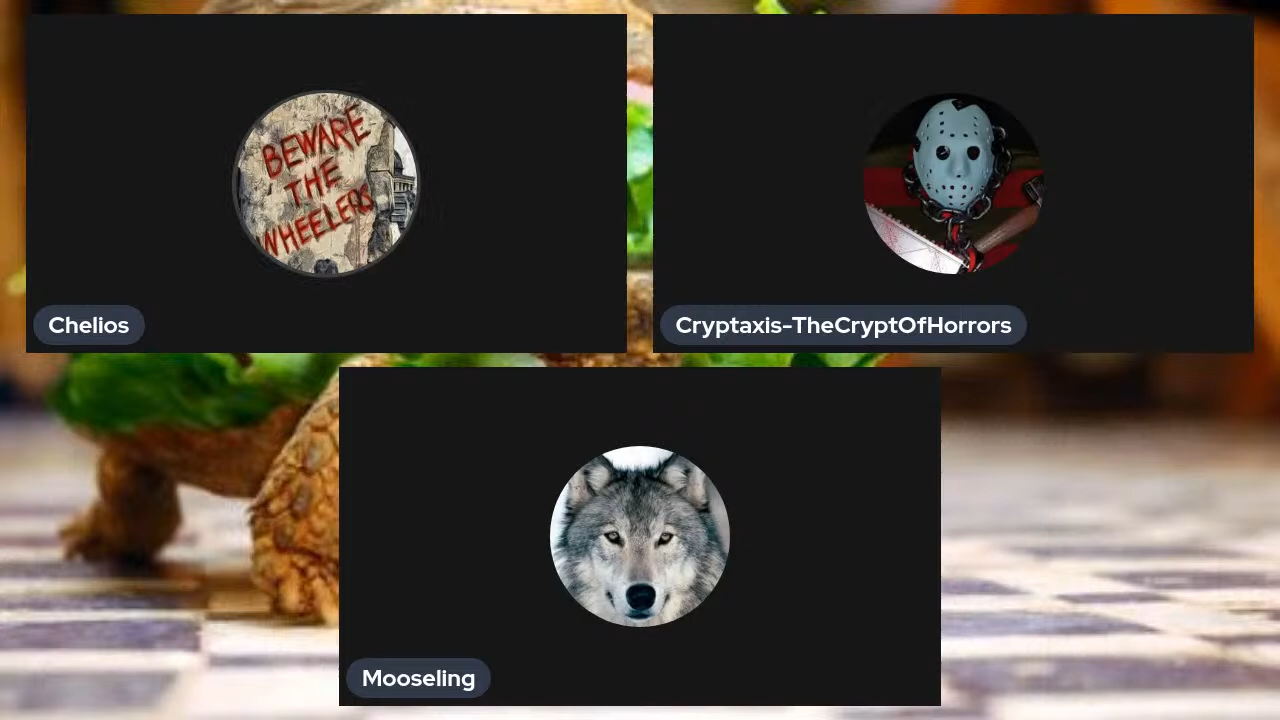 BEWARE
THE
WHEELERS
Chelios
Cryptaxis-TheCryptOfHorrors
Mooseling